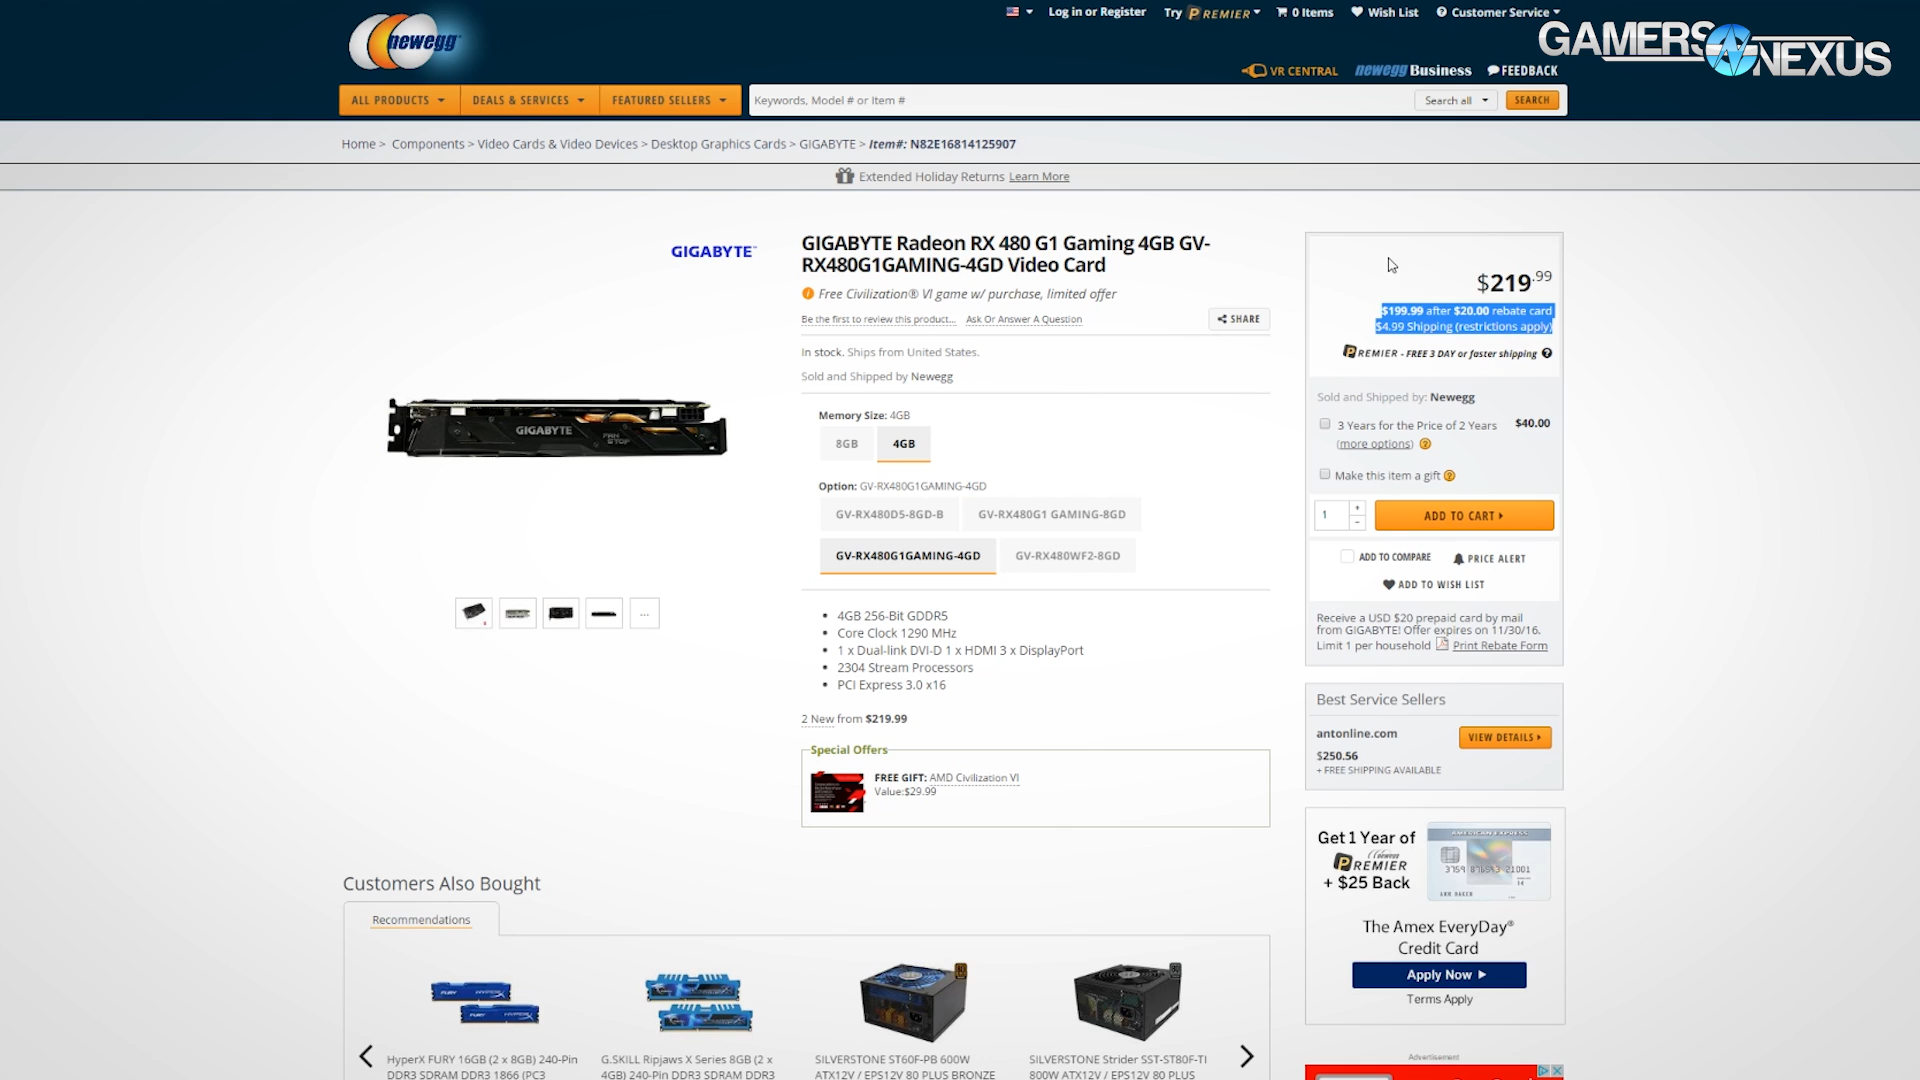 Log in or Register
Try PREMIER
0 Items
Wish List
Customer Service
GAMERS NEXUS
newegg
VR CENTRAL
newegg Business
FEEDBACK
ALL PRODUCTS
DEALS & SERVICES
FEATURED SELLERS
Keywords, Model # or Item #
Search all
SEARCH
Home > Components > Video Cards & Video Devices > Desktop Graphics Cards > GIGABYTE > Item#: N82E16814125907
Extended Holiday Returns Learn More
GIGABYTE™
GIGABYTE Radeon RX 480 G1 Gaming 4GB GV-
RX480G1GAMING-4GD Video Card
Free Civilization® VI game w/ purchase, limited offer
Be the first to review this product...
Ask Or Answer A Question
SHARE
In stock. Ships from United States.
Sold and Shipped by Newegg
Memory Size: 4GB
8GB
4GB
Option: GV-RX480G1GAMING-4GD
GV-RX480D5-8GD-B
GV-RX480G1 GAMING-8GD
GV-RX480G1GAMING-4GD
GV-RX480WF2-8GD
GIGABYTE
FAN
STOP
...
• 4GB 256-Bit GDDR5
• Core Clock 1290 MHz
• 1 x Dual-link DVI-D 1 x HDMI 3 x DisplayPort
• 2304 Stream Processors
• PCI Express 3.0 x16
2 New from $219.99
Special Offers
FREE GIFT: AMD Civilization VI
Value:$29.99
$219.99
$199.99 after $20.00 rebate card
$4.99 Shipping (restrictions apply)
PREMIER - FREE 3 DAY or faster shipping
Sold and Shipped by: Newegg
3 Years for the Price of 2 Years
$40.00
(more options)
Make this item a gift
1
+
-
ADD TO CART
ADD TO COMPARE
PRICE ALERT
ADD TO WISH LIST
Receive a USD $20 prepaid card by mail
from GIGABYTE! Offer expires on 11/30/16.
Limit 1 per household Print Rebate Form
Best Service Sellers
antonline.com
VIEW DETAILS
$250.56
+ FREE SHIPPING AVAILABLE
Get 1 Year of
newegg
PREMIER
+ $25 Back
AMERICAN EXPRESS
3759 876543 21001
ANN BAKER
The Amex EveryDay®
Credit Card
Apply Now
Terms Apply
Advertisement
Customers Also Bought
Recommendations
HyperX FURY 16GB (2 x 8GB) 240-Pin
DDR3 SDRAM DDR3 1866 (PC3
G.SKILL Ripjaws X Series 8GB (2 x
4GB) 240-Pin DDR3 SDRAM DDR3
SILVERSTONE ST60F-PB 600W
ATX12V / EPS12V 80 PLUS BRONZE
SILVERSTONE Strider SST-ST80F-TI
800W ATX12V / EPS12V 80 PLUS